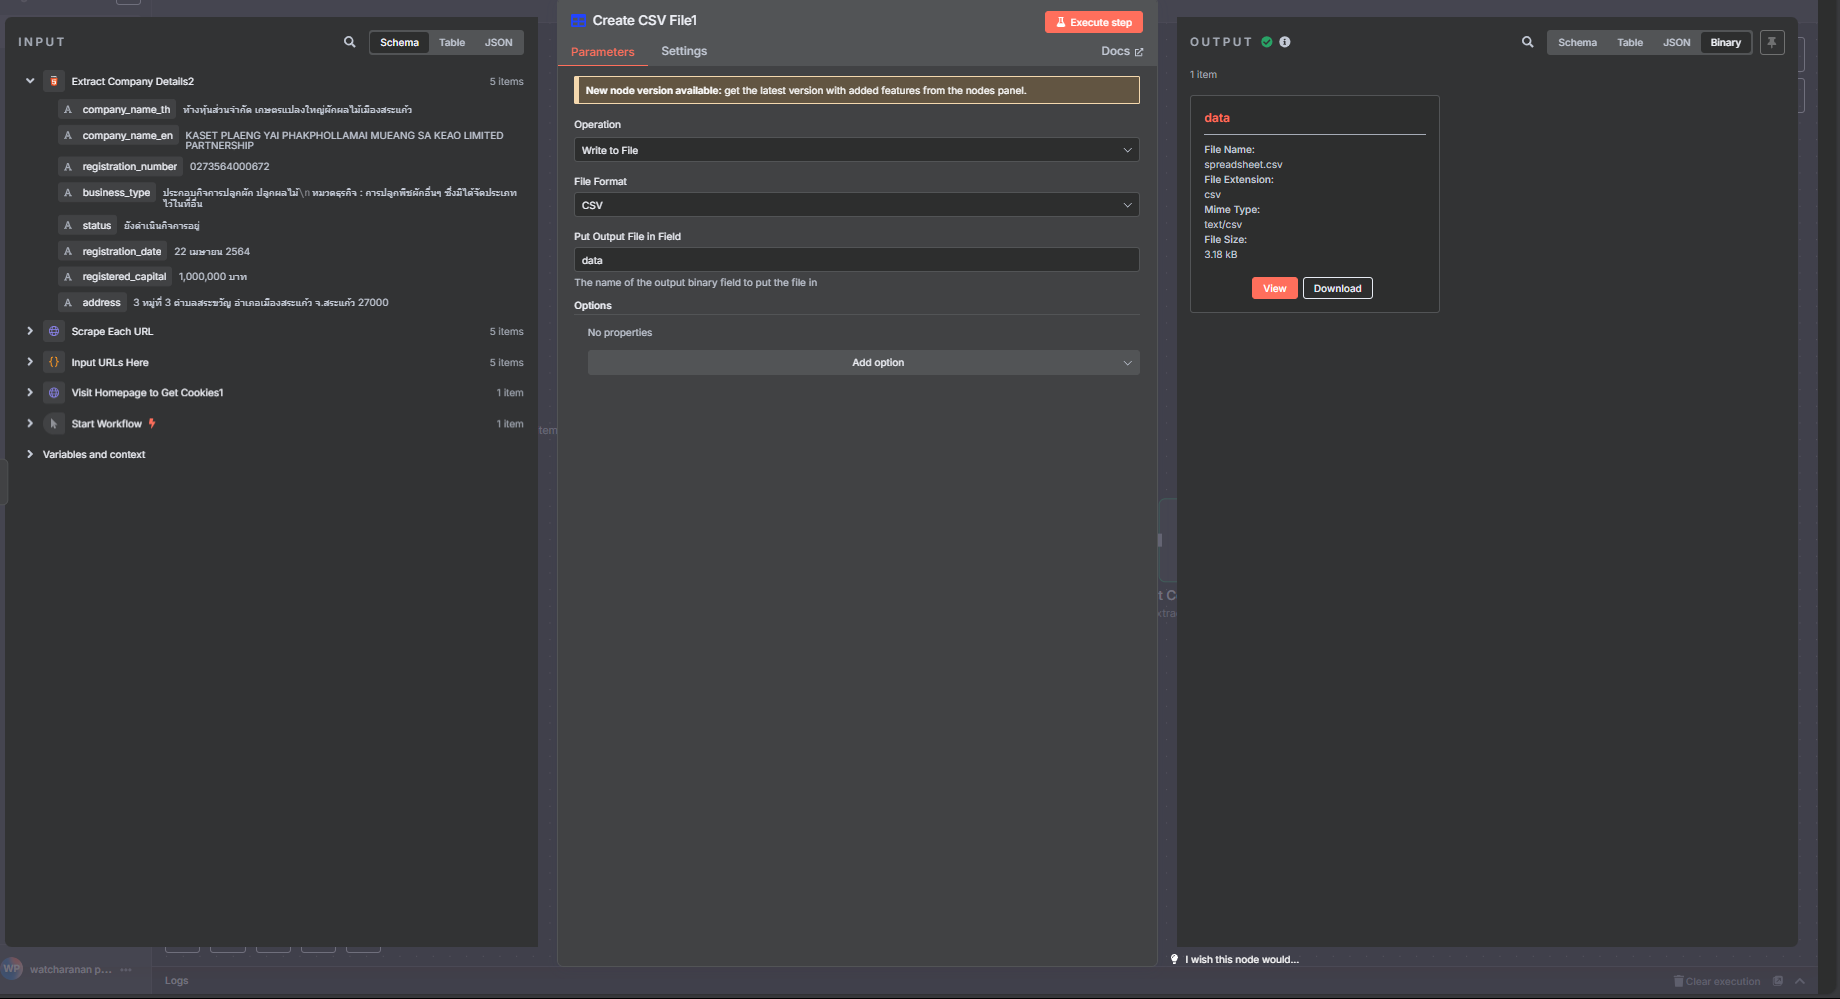 INPUT
Schema
Table
JSON
Extract Company Details2
5 items
A company_name_th ห้างหุ้นส่วนจำกัด เกษตรแปลงใหญ่ผักผลไม้เมืองสระแก้ว
A company_name_en KASET PLAENG YAI PHAKPHOLLAMAI MUEANG SA KEAO LIMITED
PARTNERSHIP
A registration_number 0273564000672
A business_type ประกอบกิจการปลูกผัก ปลูกผลไม้\n หมวดธุรกิจ : การปลูกพืชผักอื่นๆ ซึ่งมิได้จัดประเภท
ไว้ในที่อื่น
A status ยังดำเนินกิจการอยู่
A registration_date 22 เมษายน 2564
A registered_capital 1,000,000 บาท
A address 3 หมู่ที่ 3 ตำบลสระขวัญ อำเภอเมืองสระแก้ว จ.สระแก้ว 27000
Scrape Each URL
5 items
Input URLs Here
5 items
Visit Homepage to Get Cookies1
1 item
Start Workflow
1 item
Variables and context
tem
WP
watcharanan p...
Logs
Create CSV File1
Execute step
Parameters
Settings
Docs
New node version available: get the latest version with added features from the nodes panel.
Operation
Write to File
File Format
CSV
Put Output File in Field
data
The name of the output binary field to put the file in
Options
No properties
Add option
t C
xtra
OUTPUT
Schema
Table
JSON
Binary
1 item
data
File Name:
spreadsheet.csv
File Extension:
csv
Mime Type:
text/csv
File Size:
3.18 kB
View
Download
I wish this node would...
Clear execution